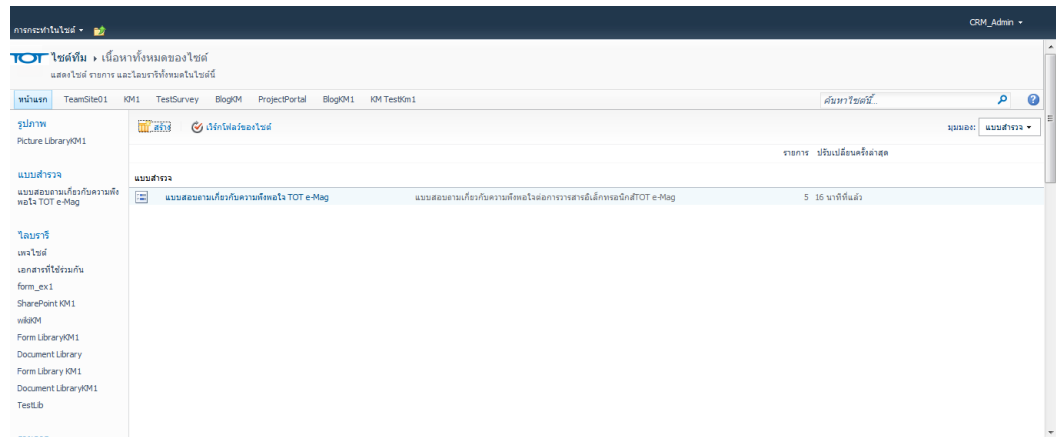 CRM_Admin
การกระทำในไซต์
TOT ไซต์ทีม › เนื้อหาทั้งหมดของไซต์
แสดงไซต์ รายการ และไลบรารีทั้งหมดในไซต์นี้
หน้าแรก TeamSite01 KM1 TestSurvey BlogKM ProjectPortal BlogKM1 KM TestKm1 ค้นหาไซต์นี้...
รูปภาพ
Picture LibraryKM1
แบบสำรวจ
แบบสอบถามเกี่ยวกับความพึง
พอใจ TOT e-Mag
ไลบรารี
เพจไซต์
เอกสารที่ใช้ร่วมกัน
form_ex1
SharePoint KM1
wikiKM
Form LibraryKM1
Document Library
Form Library KM1
Document LibraryKM1
TestLib
สร้าง เวิร์กโฟลว์ของไซต์ มุมมอง: แบบสำรวจ
รายการ ปรับเปลี่ยนครั้งล่าสุด
แบบสำรวจ
แบบสอบถามเกี่ยวกับความพึงพอใจ TOT e-Mag แบบสอบถามเกี่ยวกับความพึงพอใจต่อการวารสารอิเล็กทรอนิกส์TOT e-Mag 5 16 นาทีที่แล้ว